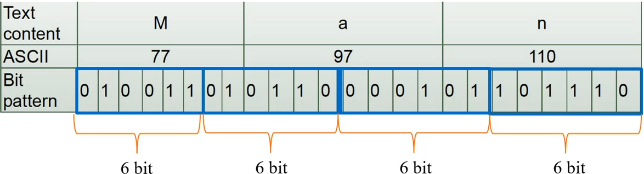 Text content M a n
ASCII 77 97 110
Bit pattern 0 1 0 0 1 1 0 1 0 1 1 0 0 0 0 1 0 1 1 0 1 1 1 0
6 bit 6 bit 6 bit 6 bit